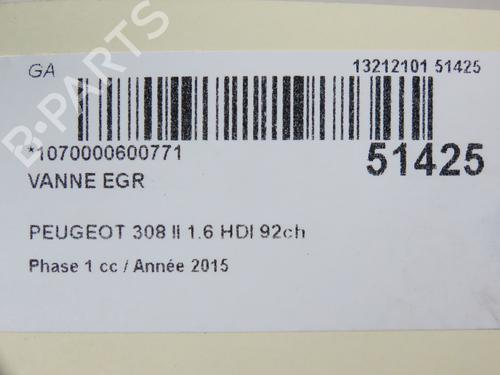 GA 13212101 51425
*1070000600771 51425
VANNE EGR
PEUGEOT 308 II 1.6 HDI 92ch
Phase 1 cc / Année 2015
B-PARTS